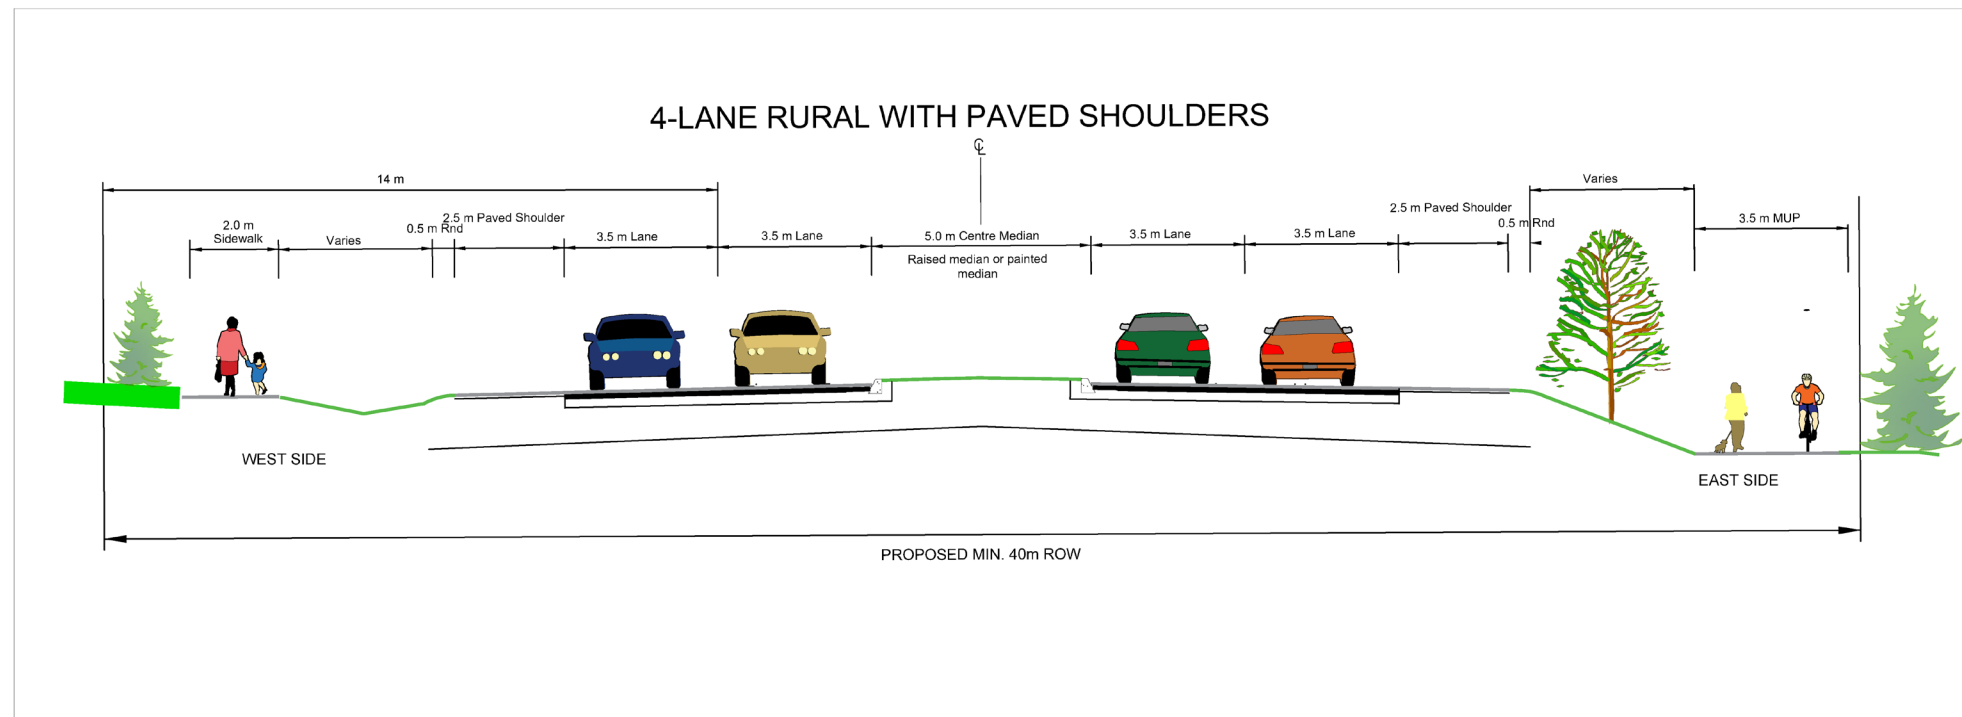 4-LANE RURAL WITH PAVED SHOULDERS
CL
14 m
Varies
2.0 m
Sidewalk
Varies
0.5 m Rnd
2.5 m Paved Shoulder
3.5 m Lane
3.5 m Lane
5.0 m Centre Median
Raised median or painted
median
3.5 m Lane
3.5 m Lane
2.5 m Paved Shoulder
0.5 m Rnd
3.5 m MUP
WEST SIDE
EAST SIDE
PROPOSED MIN. 40m ROW